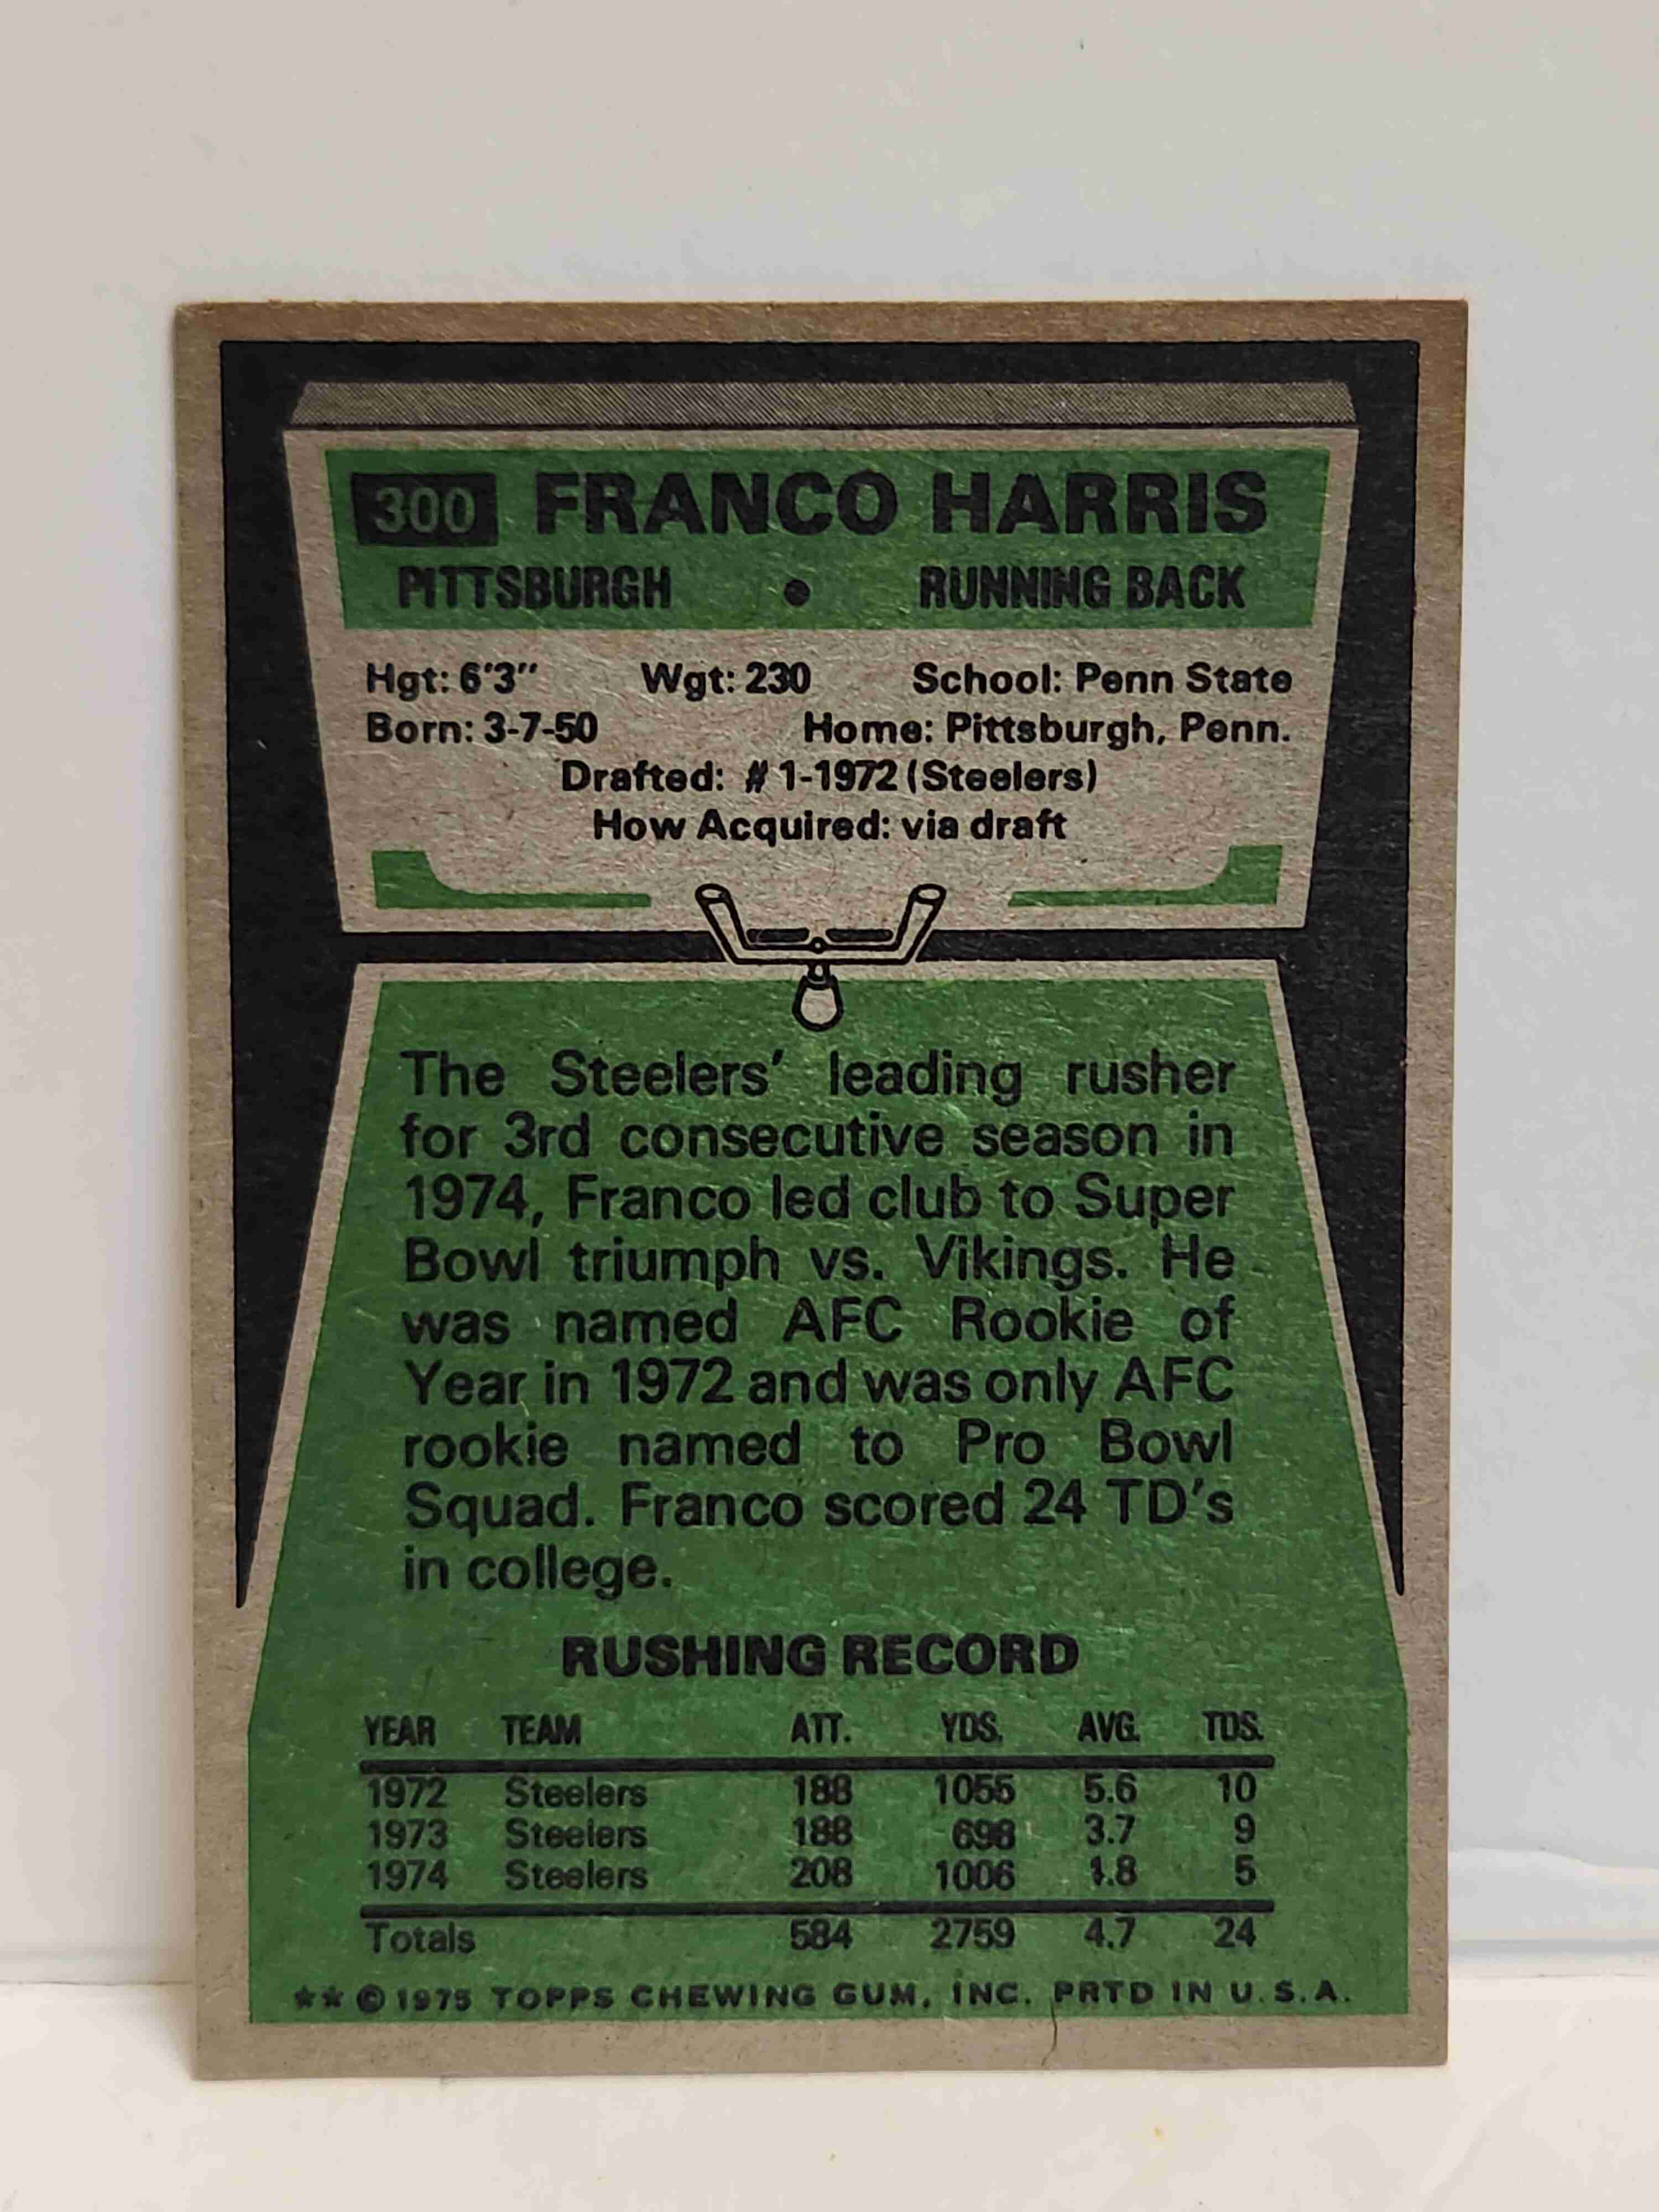 300 FRANCO HARRIS
PITTSBURGH • RUNNING BACK
Hgt: 6'3" Wgt: 230 School: Penn State
Born: 3-7-50 Home: Pittsburgh, Penn.
Drafted: #1-1972 (Steelers)
How Acquired: via draft
The Steelers' leading rusher
for 3rd consecutive season in
1974, Franco led club to Super
Bowl triumph vs. Vikings. He
was named AFC Rookie of
Year in 1972 and was only AFC
rookie named to Pro Bowl
Squad. Franco scored 24 TD's
in college.
RUSHING RECORD
YEAR TEAM ATT. YDS. AVG. TDS.
1972 Steelers 188 1055 5.6 10
1973 Steelers 188 698 3.7 9
1974 Steelers 208 1006 4.8 5
Totals 584 2759 4.7 24
** © 1975 TOPPS CHEWING GUM, INC. PRTD IN U.S.A.